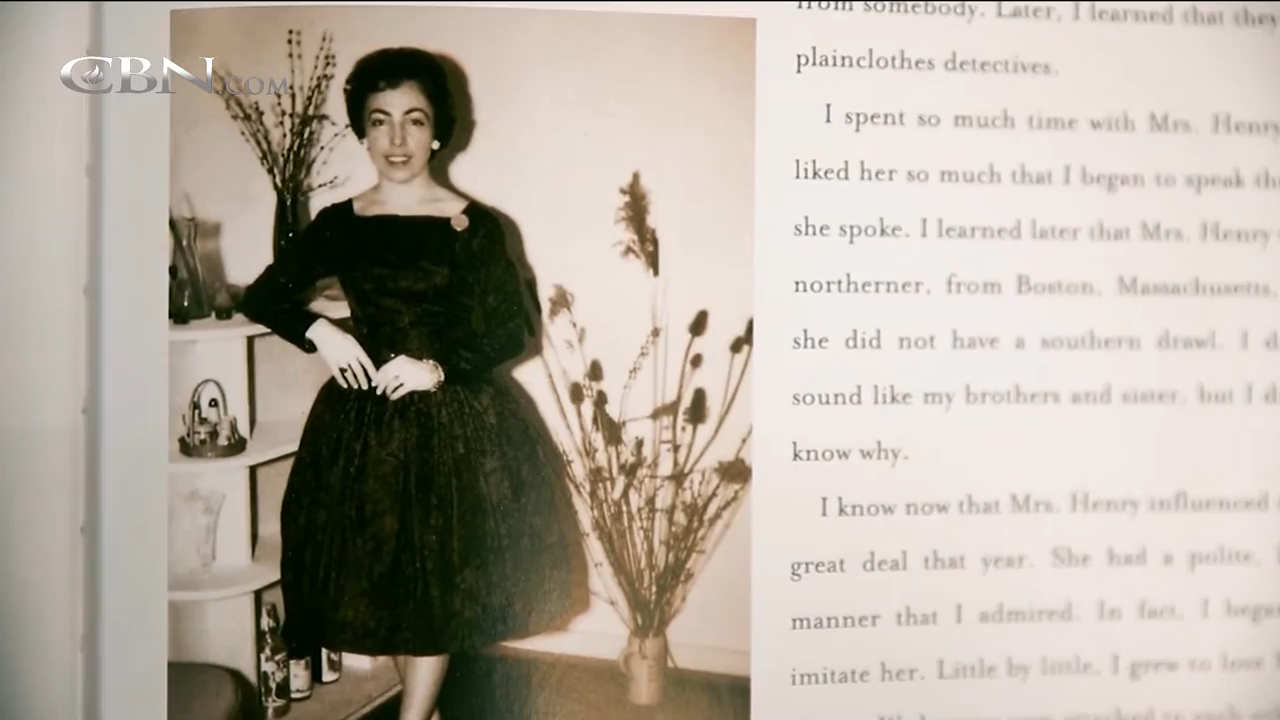 CBN.COM
from somebody. Later, I learned that they
plainclothes detectives.
I spent so much time with Mrs. Henry
liked her so much that I began to speak
she spoke. I learned later that Mrs. Henry
northerner, from Boston, Massachusetts,
she did not have a southern drawl. I
sound like my brothers and sister, but I
know why.
I know now that Mrs. Henry influenced
great deal that year. She had a polite,
manner that I admired. In fact, I
imitate her. Little by little, I grew to love